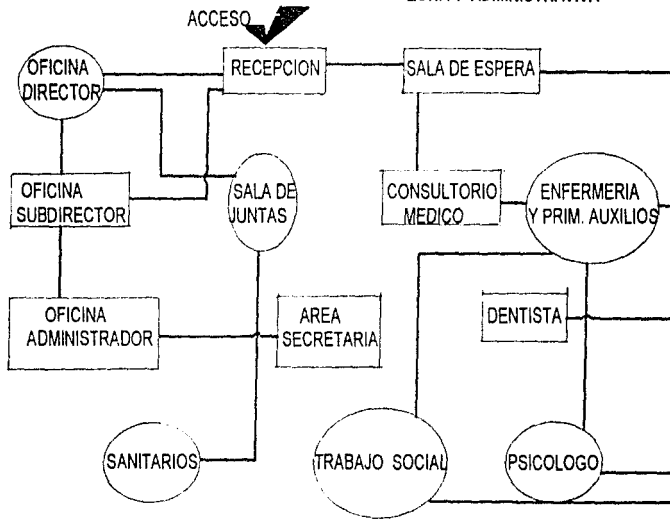 ACCESO
OFICINA
DIRECTOR
RECEPCION
SALA DE ESPERA
OFICINA
SUBDIRECTOR
SALA DE
JUNTAS
CONSULTORIO
MEDICO
ENFERMERIA
Y PRIM. AUXILIOS
OFICINA
ADMINISTRADOR
AREA
SECRETARIA
DENTISTA
SANITARIOS
TRABAJO SOCIAL
PSICOLOGO